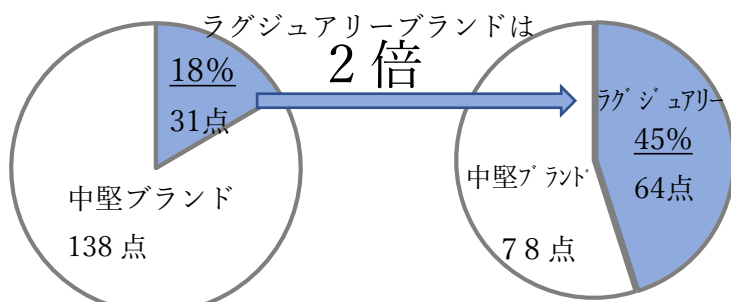 ラグジュアリーブランドは
2 倍
18%
31点
中堅ブランド
138 点
ラグジュアリー
45%
64点
中堅ブランド
78点